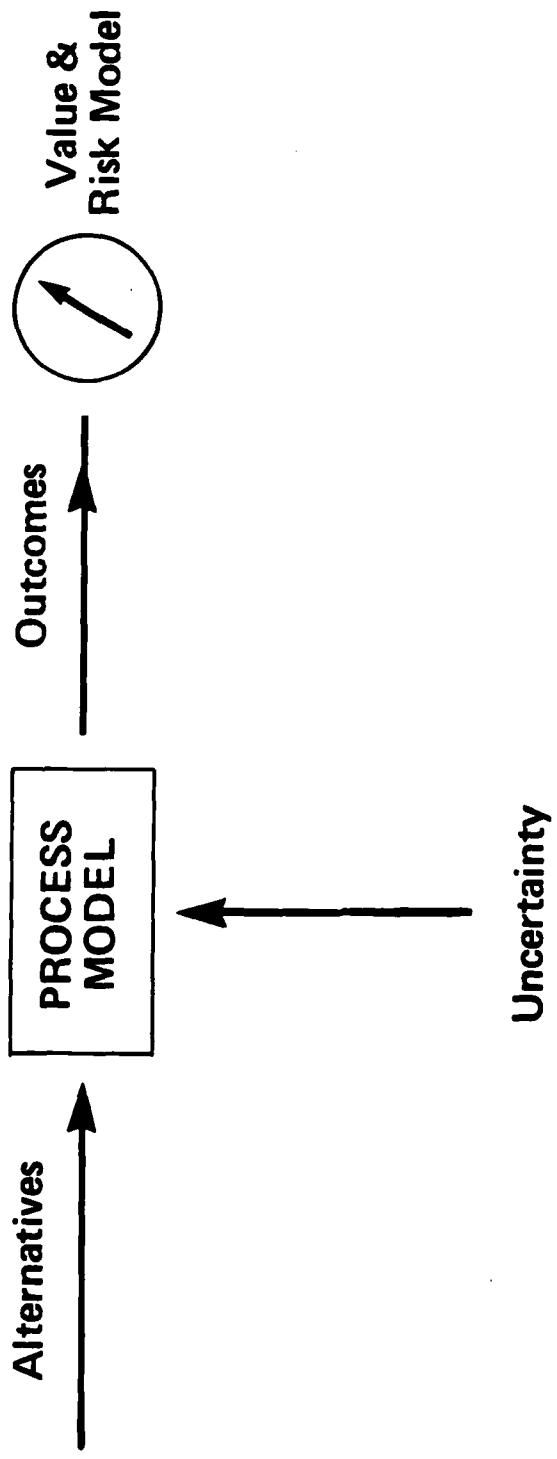 Alternatives
PROCESS
MODEL
Outcomes
Value &
Risk Model
Uncertainty